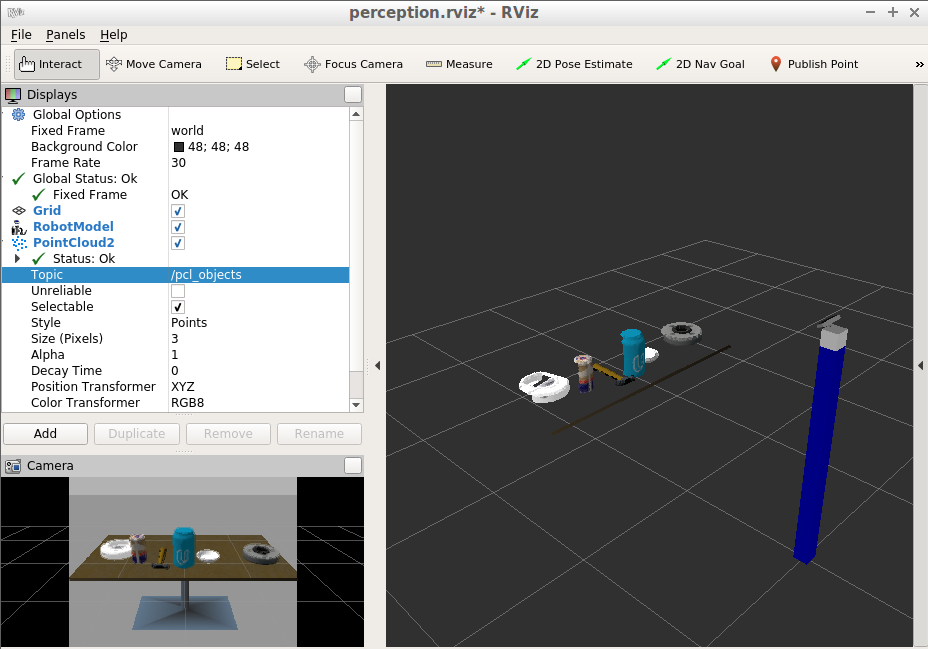 RViz
perception.rviz* - RViz
File Panels Help
Interact Move Camera Select Focus Camera Measure 2D Pose Estimate 2D Nav Goal Publish Point »
Displays
Global Options
Fixed Frame world
Background Color 48; 48; 48
Frame Rate 30
Global Status: Ok
Fixed Frame OK
Grid
RobotModel
PointCloud2
Status: Ok
Topic /pcl_objects
Unreliable
Selectable
Style Points
Size (Pixels) 3
Alpha 1
Decay Time 0
Position Transformer XYZ
Color Transformer RGB8
Add Duplicate Remove Rename
Camera